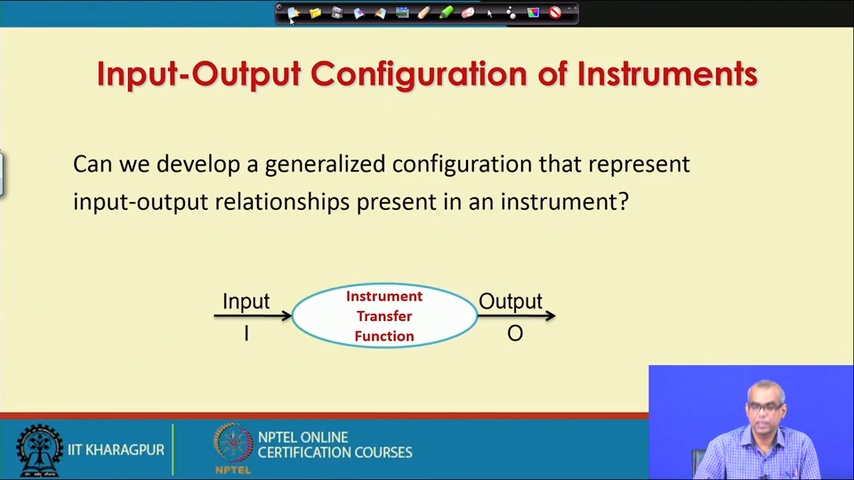 Input-Output Configuration of Instruments
Can we develop a generalized configuration that represent
input-output relationships present in an instrument?
Input
I
Instrument
Transfer
Function
Output
O
IIT KHARAGPUR
NPTEL
NPTEL ONLINE
CERTIFICATION COURSES